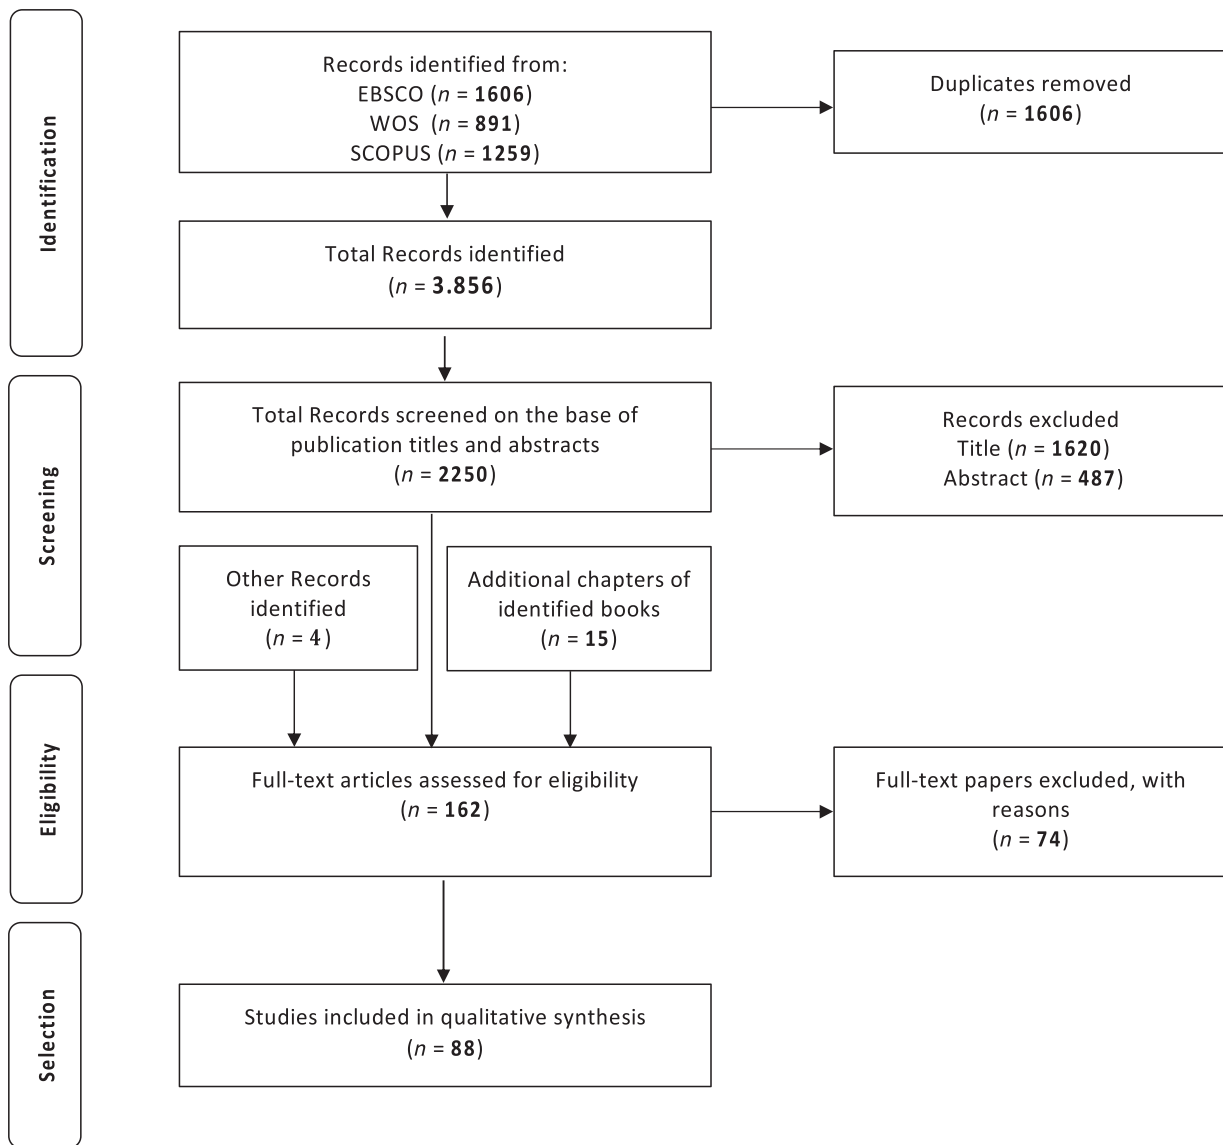 Identification
Records identified from:
EBSCO (n = 1606)
WOS (n = 891)
SCOPUS (n = 1259)
Duplicates removed
(n = 1606)
Total Records identified
(n = 3.856)
Screening
Total Records screened on the base of
publication titles and abstracts
(n = 2250)
Records excluded
Title (n = 1620)
Abstract (n = 487)
Other Records
identified
(n = 4 )
Additional chapters of
identified books
(n = 15)
Eligibility
Full-text articles assessed for eligibility
(n = 162)
Full-text papers excluded, with
reasons
(n = 74)
Selection
Studies included in qualitative synthesis
(n = 88)